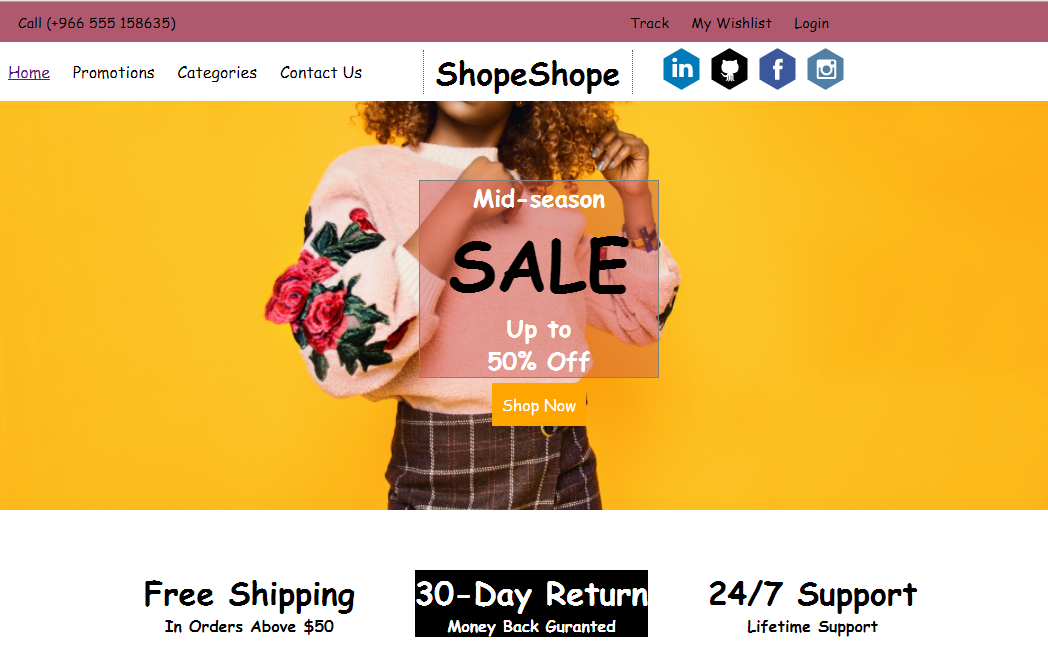 Call (+966 555 158635) Track My Wishlist Login
Home Promotions Categories Contact Us ShopeShope in f
Mid-season
SALE
Up to
50% Off
Shop Now
Free Shipping 30-Day Return 24/7 Support
In Orders Above $50 Money Back Guranted Lifetime Support